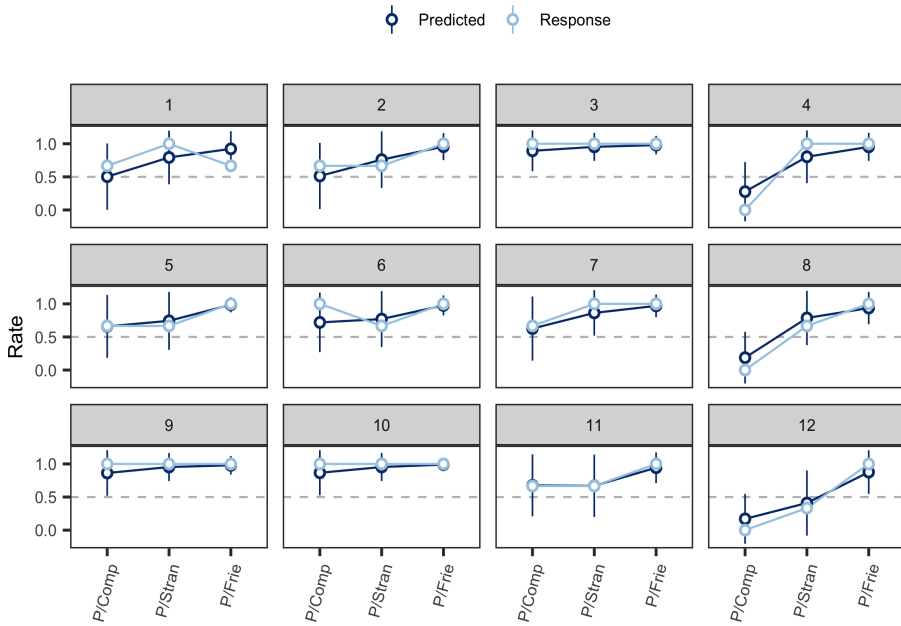 Predicted Response
1 2 3 4
1.0
0.5
0.0
5 6 7 8
1.0
0.5
0.0
Rate
9 10 11 12
1.0
0.5
0.0
P/Comp P/Stran P/Frie P/Comp P/Stran P/Frie P/Comp P/Stran P/Frie P/Comp P/Stran P/Frie